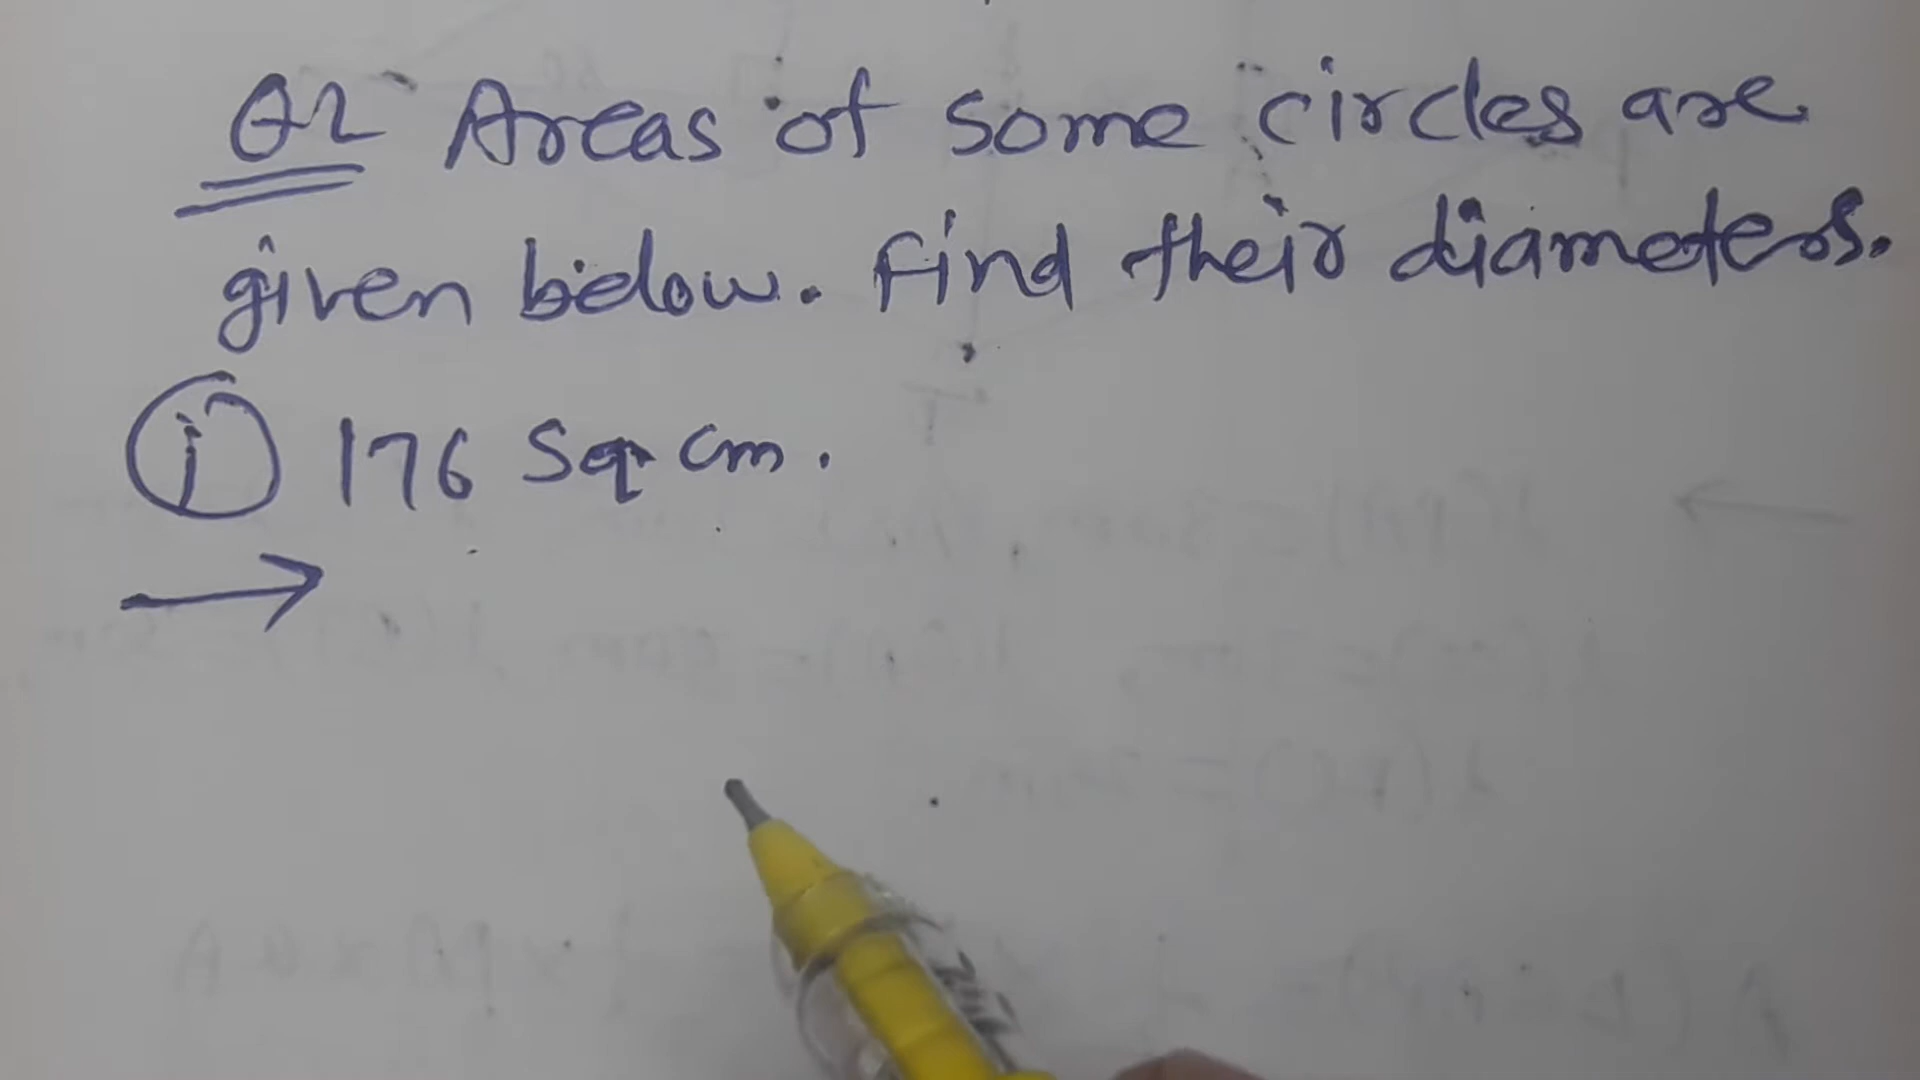 Q2 Areas of some circles are
given below. Find their diameters.
i 176 Sq cm.